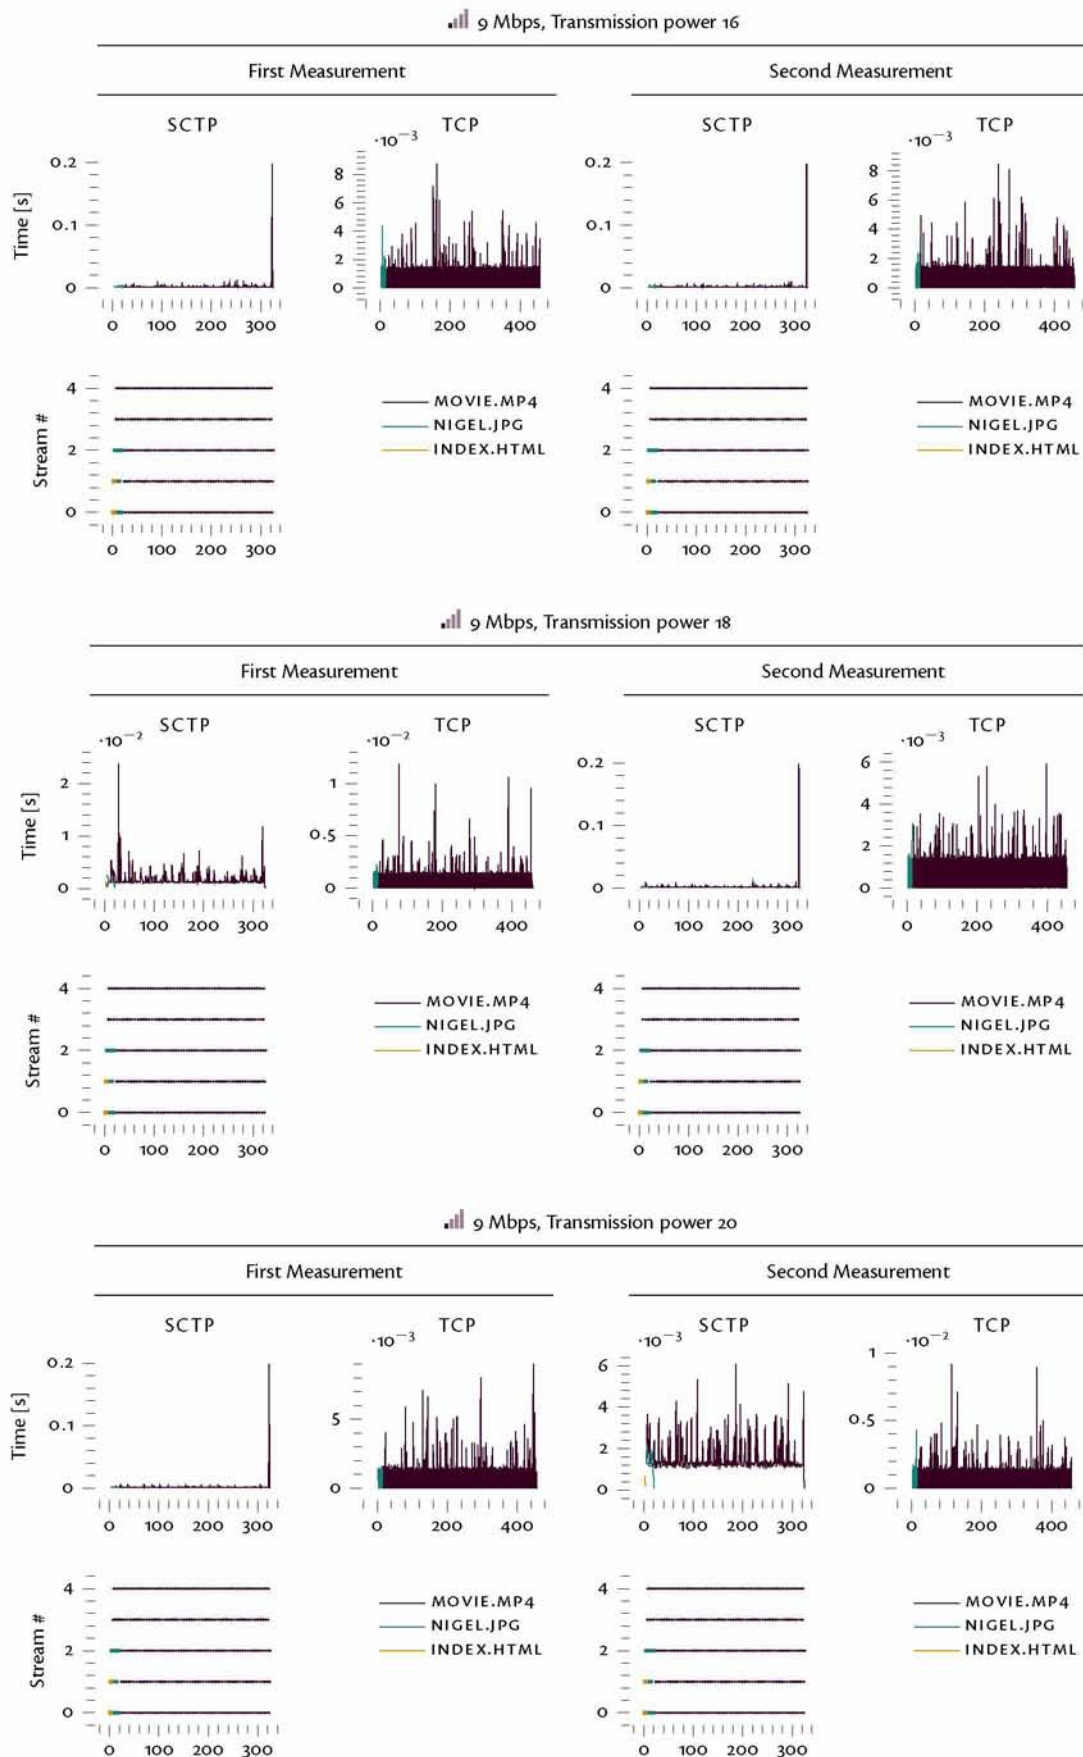 9 Mbps, Transmission power 16
First Measurement
Second Measurement
SCTP
TCP
SCTP
TCP
·10⁻³
·10⁻³
Time [s]
0.2
0.1
0
0 100 200 300
8
6
4
2
0
0 200 400
0.2
0.1
0
0 100 200 300
8
6
4
2
0
0 200 400
Stream #
4
2
0
0 100 200 300
MOVIE.MP4
NIGEL.JPG
INDEX.HTML
4
2
0
0 100 200 300
MOVIE.MP4
NIGEL.JPG
INDEX.HTML
9 Mbps, Transmission power 18
First Measurement
Second Measurement
SCTP
TCP
SCTP
TCP
·10⁻²
·10⁻²
·10⁻³
Time [s]
2
1
0
0 100 200 300
1
0.5
0
0 200 400
0.2
0.1
0
0 100 200 300
6
4
2
0
0 200 400
Stream #
4
2
0
0 100 200 300
MOVIE.MP4
NIGEL.JPG
INDEX.HTML
4
2
0
0 100 200 300
MOVIE.MP4
NIGEL.JPG
INDEX.HTML
9 Mbps, Transmission power 20
First Measurement
Second Measurement
SCTP
TCP
SCTP
TCP
·10⁻³
·10⁻³
·10⁻²
Time [s]
0.2
0.1
0
0 100 200 300
5
0
0 200 400
6
4
2
0
0 100 200 300
1
0.5
0
0 200 400
Stream #
4
2
0
0 100 200 300
MOVIE.MP4
NIGEL.JPG
INDEX.HTML
4
2
0
0 100 200 300
MOVIE.MP4
NIGEL.JPG
INDEX.HTML